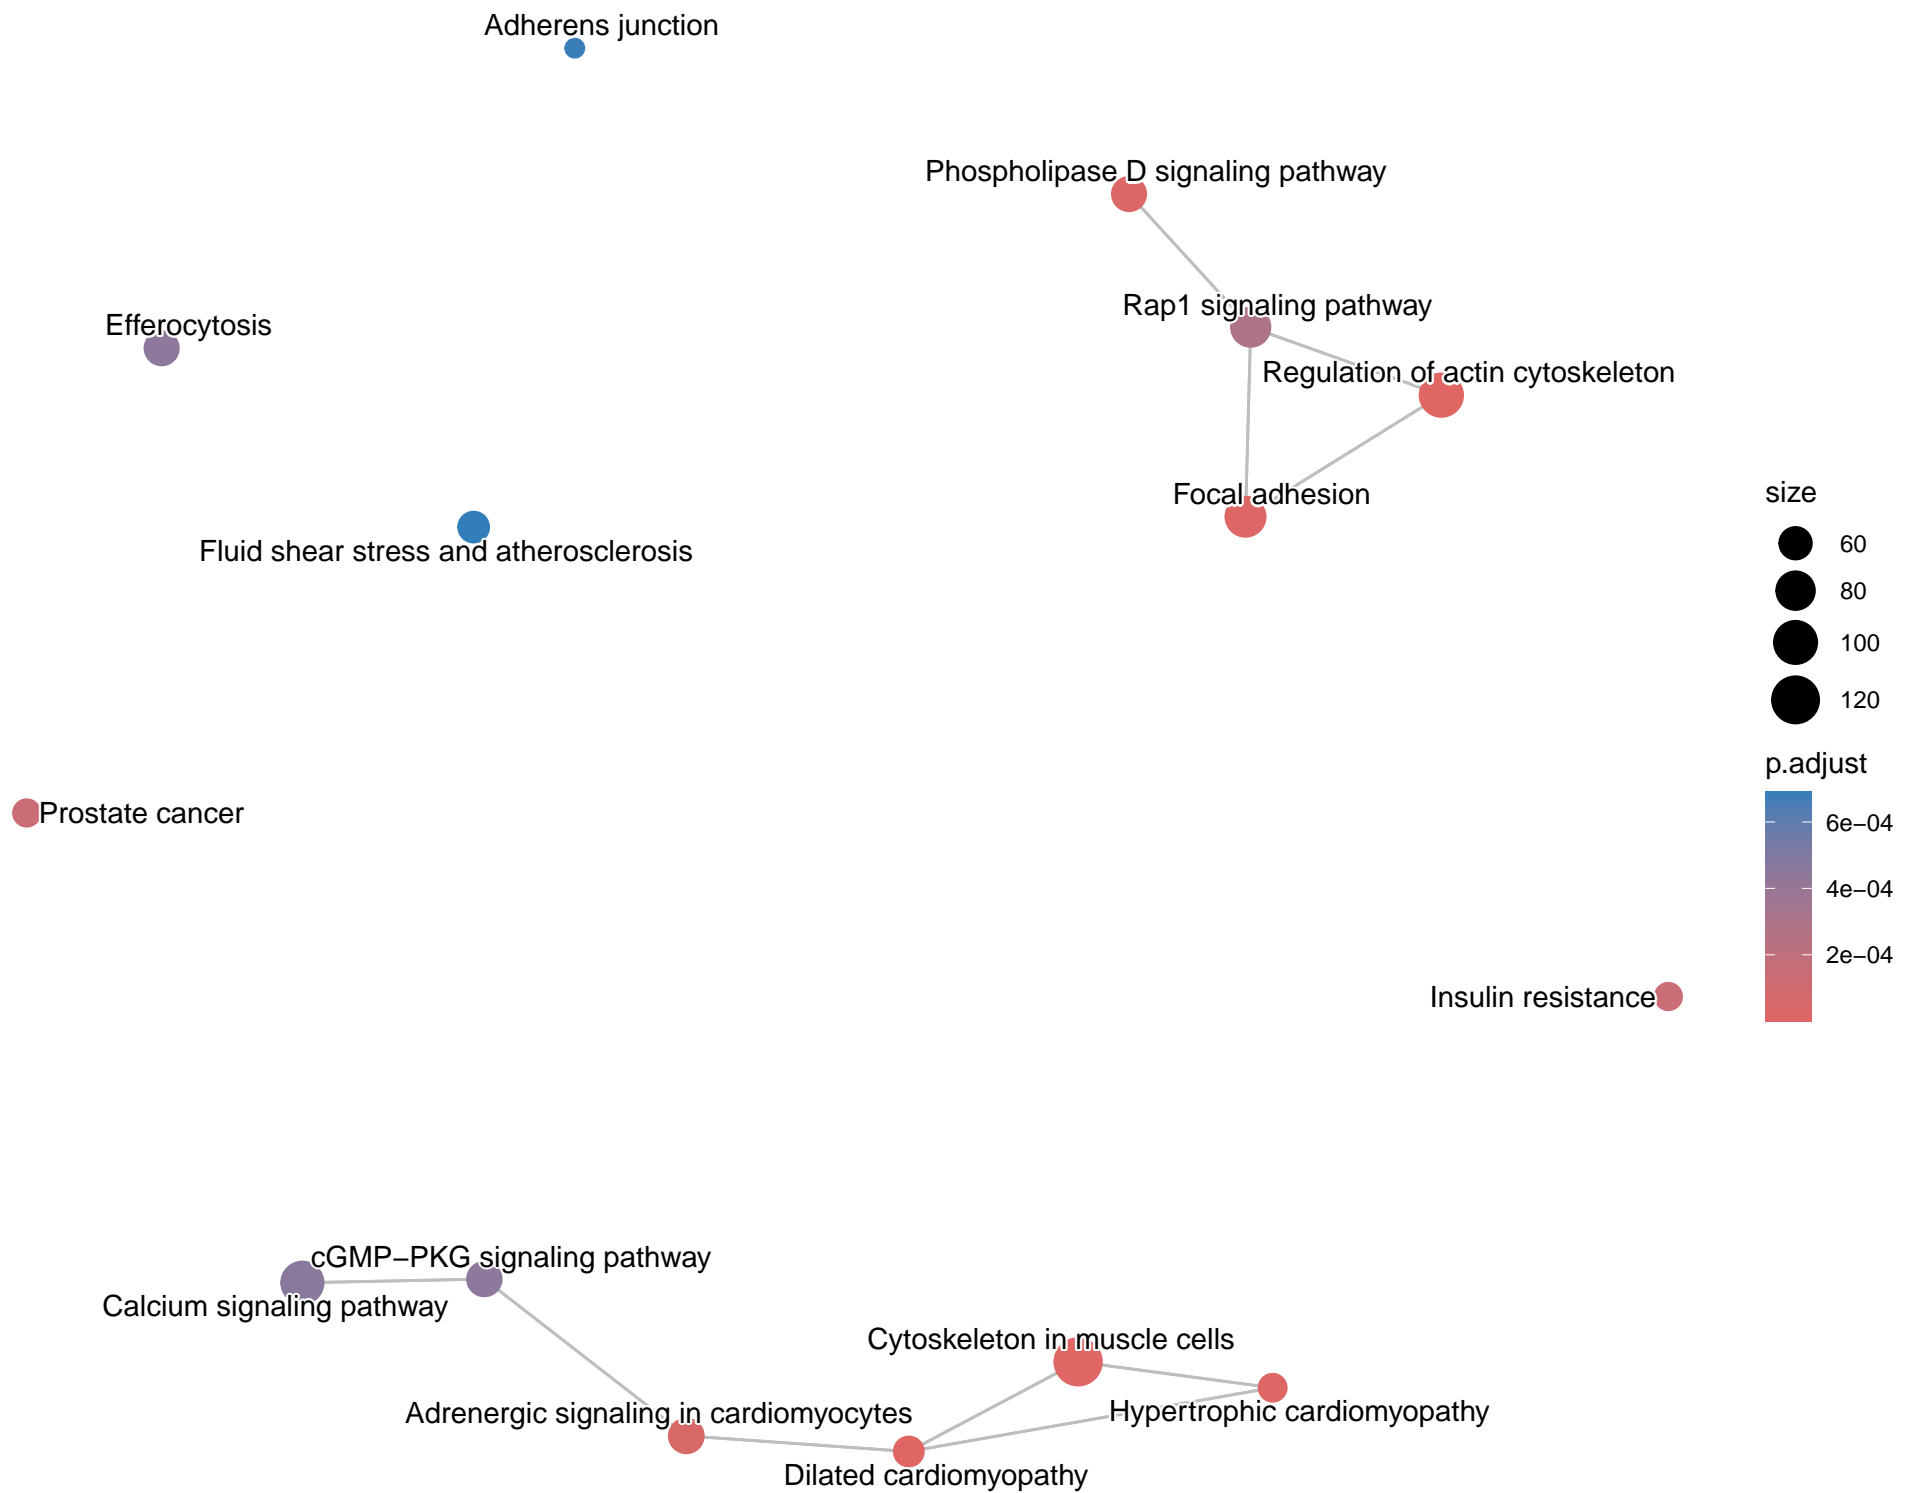 Adherens junction
Phospholipase D signaling pathway
Rap1 signaling pathway
Efferocytosis
Regulation of actin cytoskeleton
Focal adhesion
Fluid shear stress and atherosclerosis
size
60
80
100
120
p.adjust
6e−04
4e−04
2e−04
Prostate cancer
Insulin resistance
cGMP−PKG signaling pathway
Calcium signaling pathway
Cytoskeleton in muscle cells
Adrenergic signaling in cardiomyocytes
Hypertrophic cardiomyopathy
Dilated cardiomyopathy